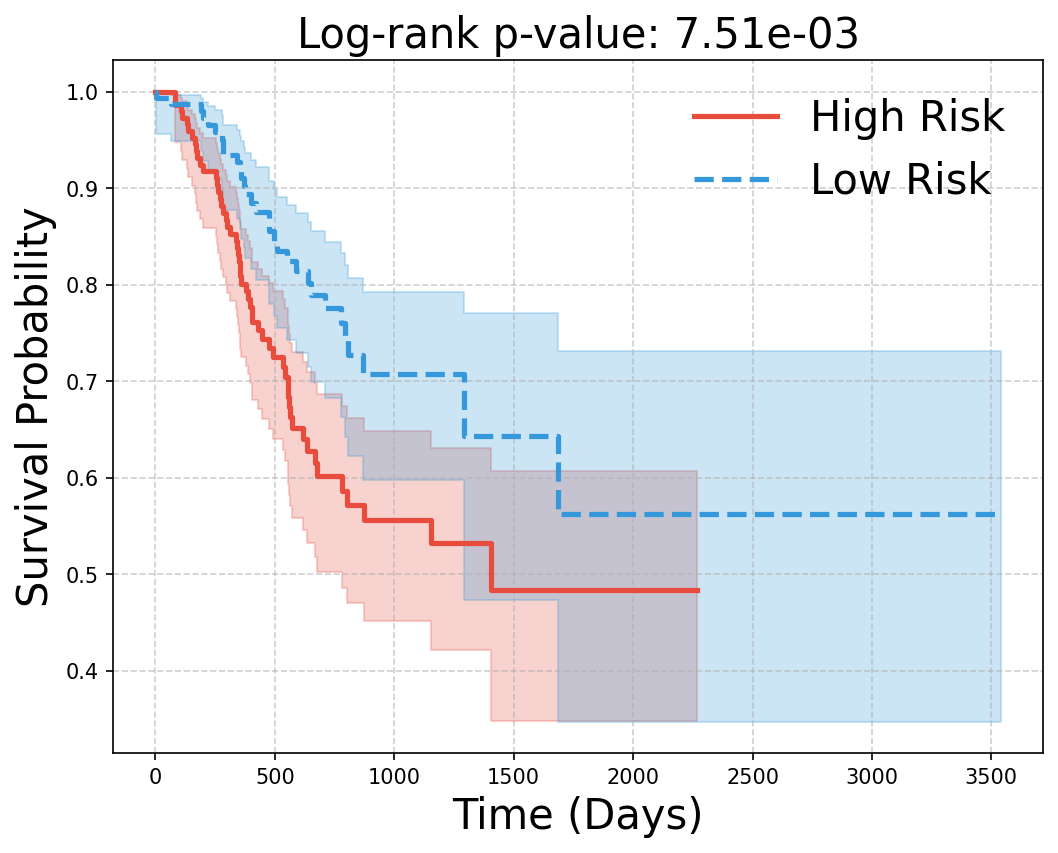 Log-rank p-value: 7.51e-03
High Risk
Low Risk
Survival Probability
1.0
0.9
0.8
0.7
0.6
0.5
0.4
0 500 1000 1500 2000 2500 3000 3500
Time (Days)